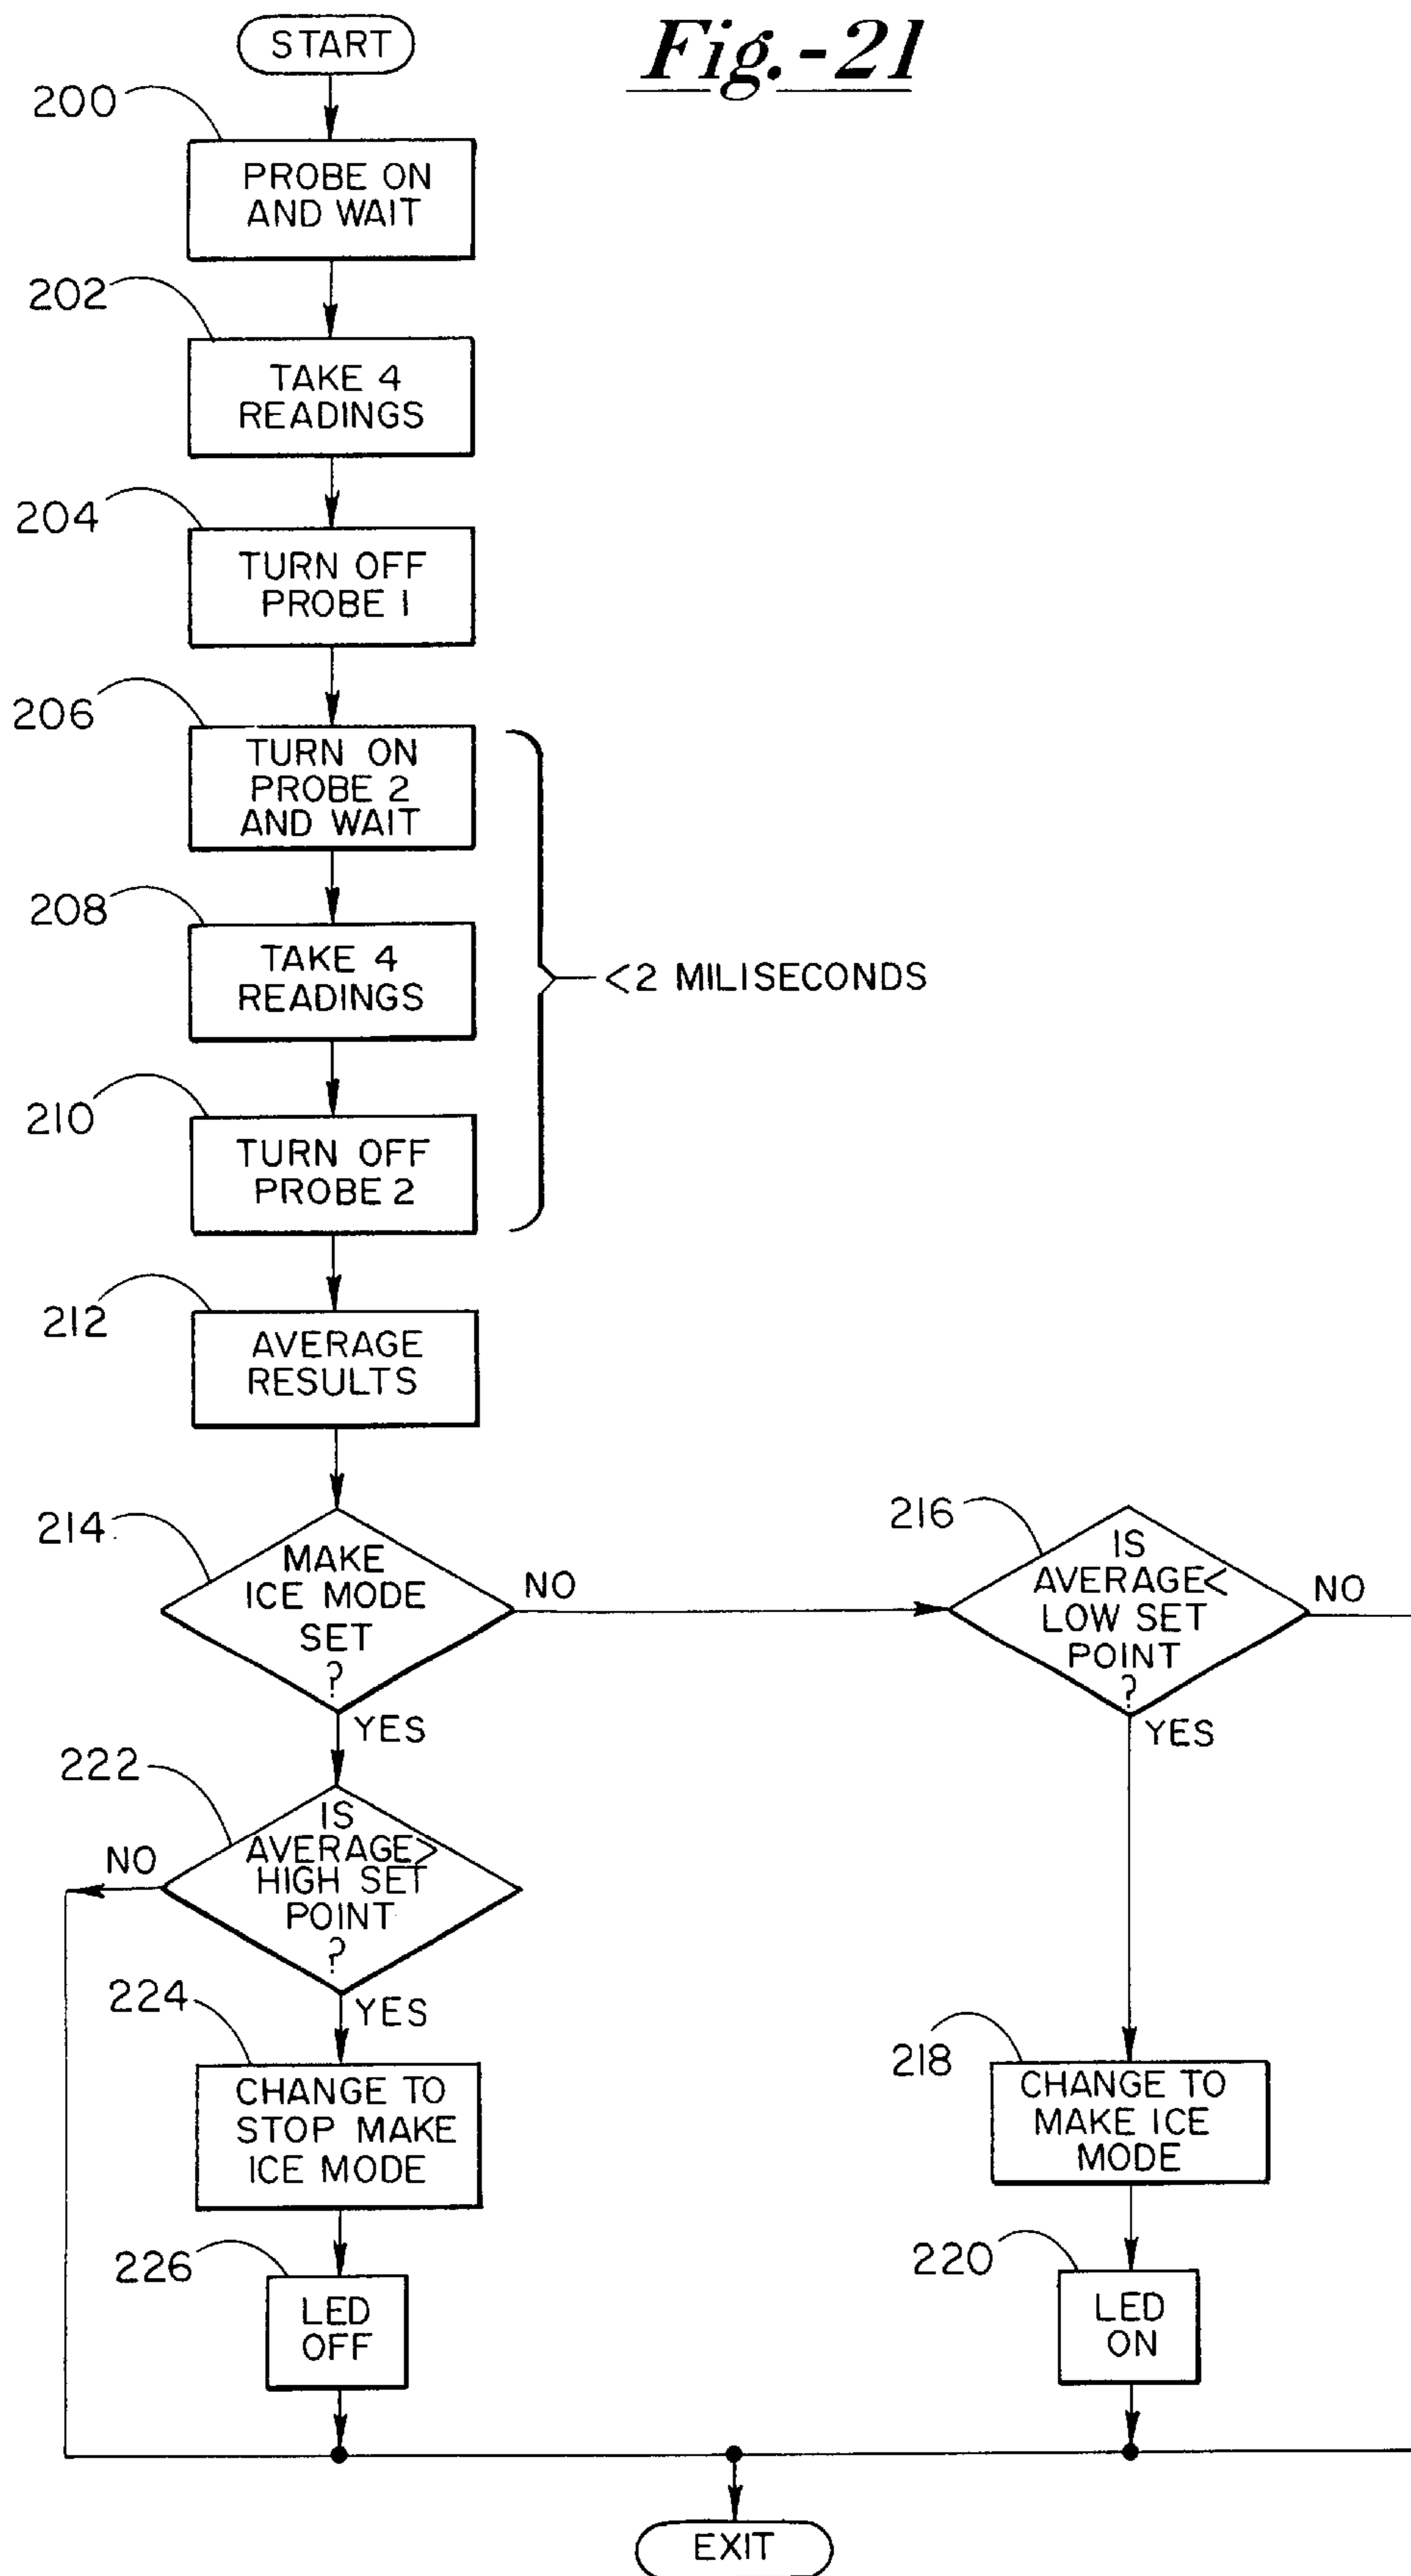 START
Fig.-21
200
PROBE ON
AND WAIT
202
TAKE 4
READINGS
204
TURN OFF
PROBE 1
206
TURN ON
PROBE 2
AND WAIT
208
TAKE 4
READINGS
<2 MILISECONDS
210
TURN OFF
PROBE 2
212
AVERAGE
RESULTS
214
MAKE
ICE MODE
SET
?
NO
YES
216
IS
AVERAGE<
LOW SET
POINT
?
NO
YES
222
IS
AVERAGE>
HIGH SET
POINT
?
NO
YES
224
CHANGE TO
STOP MAKE
ICE MODE
218
CHANGE TO
MAKE ICE
MODE
226
LED
OFF
220
LED
ON
EXIT